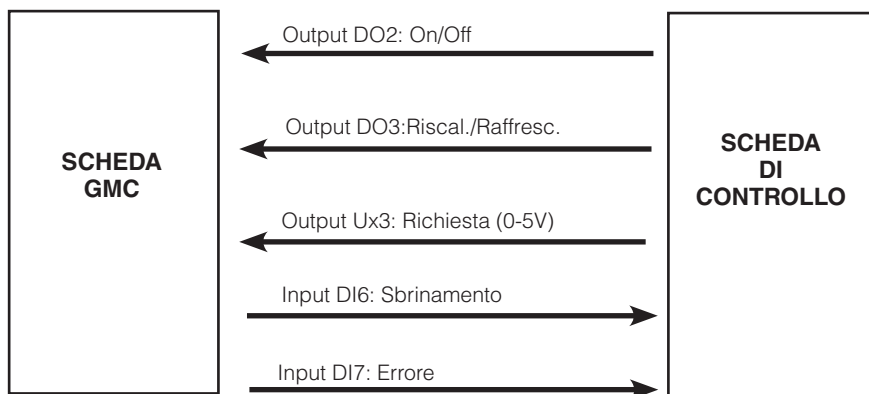 Output DO2: On/Off
Output DO3:Riscal./Raffresc.
SCHEDA
GMC
SCHEDA
DI
CONTROLLO
Output Ux3: Richiesta (0-5V)
Input DI6: Sbrinamento
Input DI7: Errore